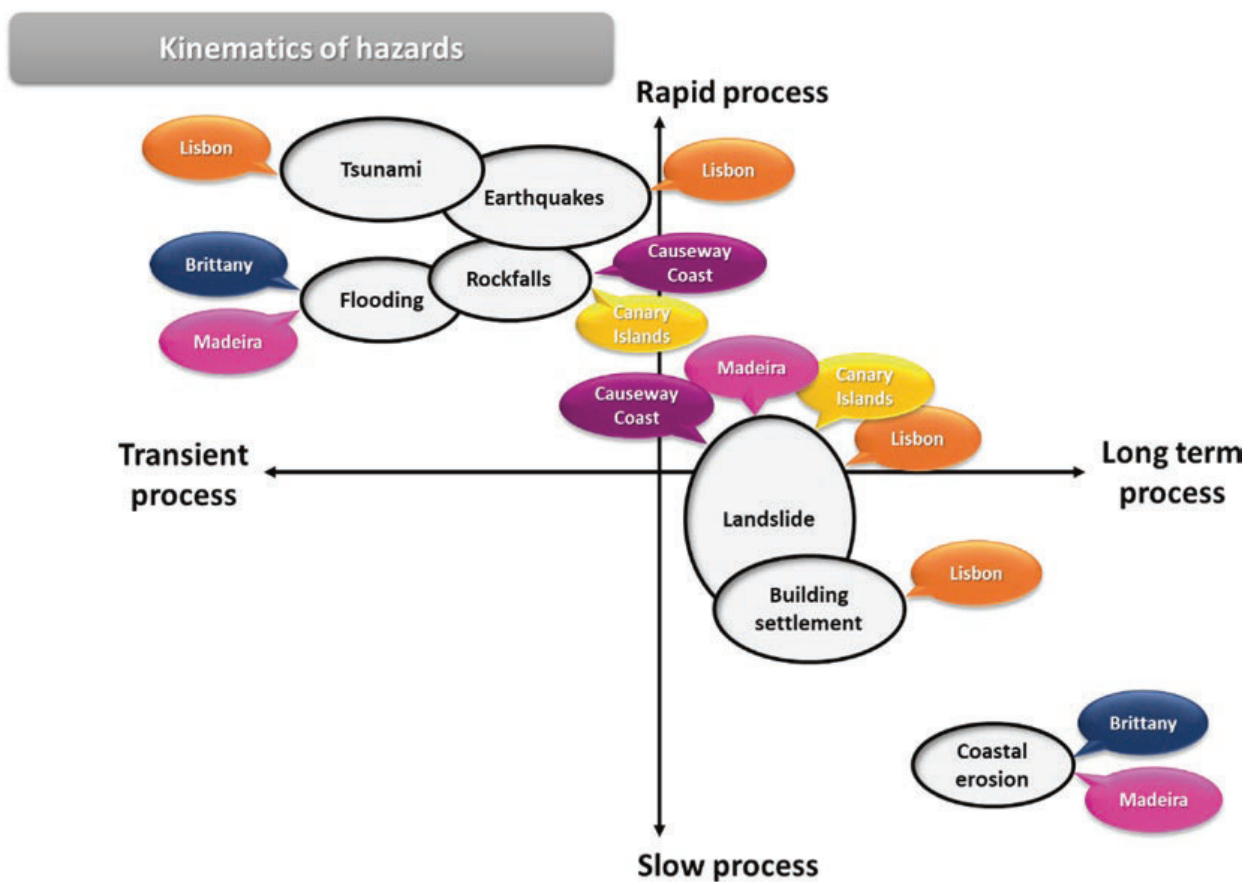 Kinematics of hazards
Rapid process
Lisbon
Tsunami
Earthquakes
Lisbon
Brittany
Flooding
Rockfalls
Causeway
Coast
Madeira
Canary
Islands
Causeway
Coast
Madeira
Canary
Islands
Lisbon
Transient
process
Long term
process
Landslide
Building
settlement
Lisbon
Coastal
erosion
Brittany
Madeira
Slow process